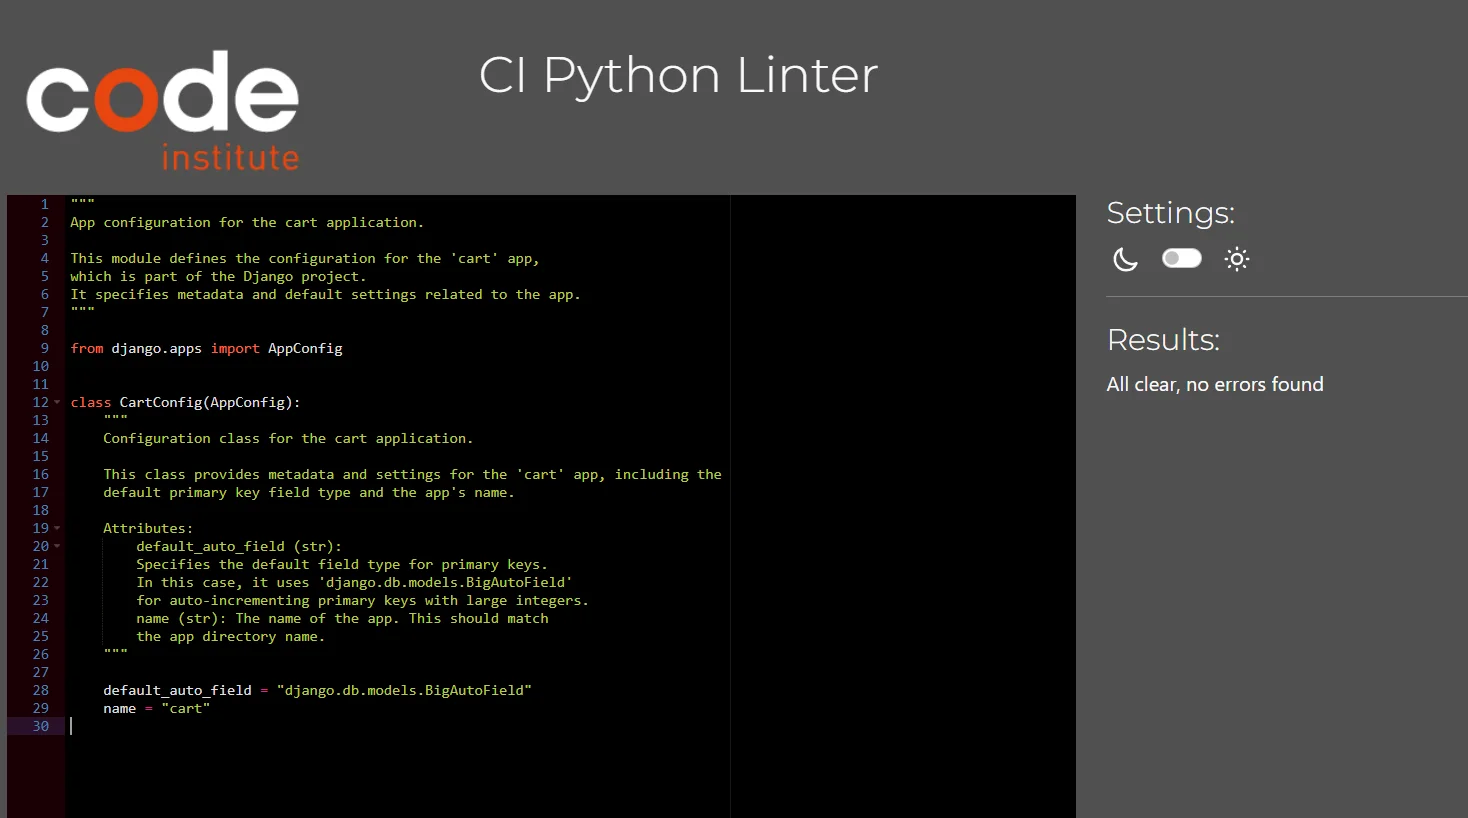 code
institute
CI Python Linter
1 """
2 App configuration for the cart application.
3
4 This module defines the configuration for the 'cart' app,
5 which is part of the Django project.
6 It specifies metadata and default settings related to the app.
7 """
8
9 from django.apps import AppConfig
10
11
12 class CartConfig(AppConfig):
13     """
14     Configuration class for the cart application.
15
16     This class provides metadata and settings for the 'cart' app, including the
17     default primary key field type and the app's name.
18
19     Attributes:
20         default_auto_field (str):
21         Specifies the default field type for primary keys.
22         In this case, it uses 'django.db.models.BigAutoField'
23         for auto-incrementing primary keys with large integers.
24         name (str): The name of the app. This should match
25         the app directory name.
26     """
27
28     default_auto_field = "django.db.models.BigAutoField"
29     name = "cart"
30
Settings:
Results:
All clear, no errors found